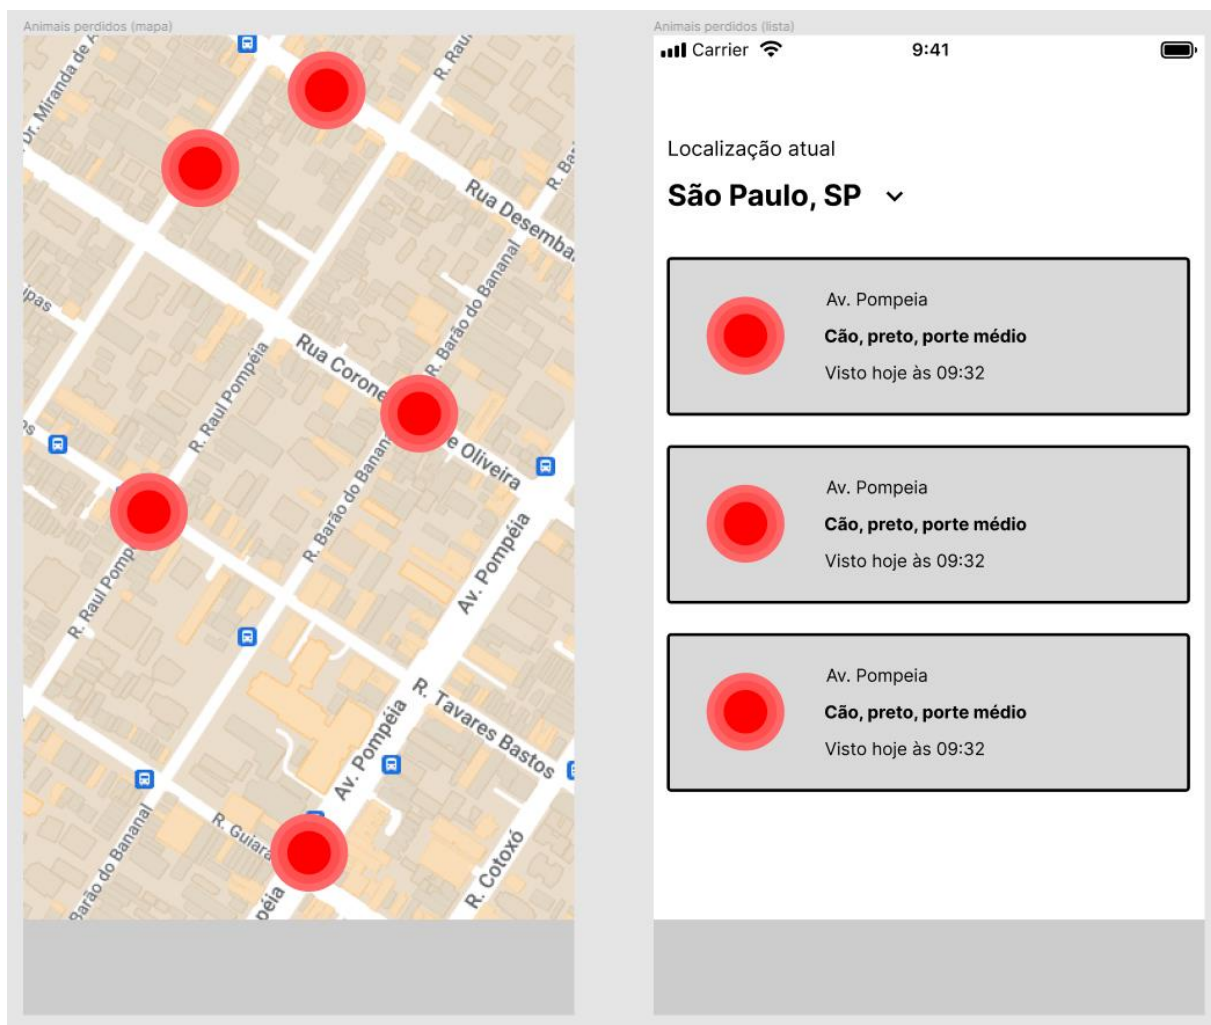 Animais perdidos (mapa)
Dr. Miranda de A
R. Rau
R. Ba
Rua Desemba
R. Barão do Bananal
ipas
Rua Corone
e Oliveira
R. Raul Pompéia
os
R. Barão do Banan
R. Raul Pomp
Av. Pompéia
R. Tavares Bastos
Av. Pompéia
R. Guiara
R. Cotoxó
Barão do Bananal
péia
Animais perdidos (lista)
Carrier
9:41
Localização atual
São Paulo, SP
Av. Pompeia
Cão, preto, porte médio
Visto hoje às 09:32
Av. Pompeia
Cão, preto, porte médio
Visto hoje às 09:32
Av. Pompeia
Cão, preto, porte médio
Visto hoje às 09:32